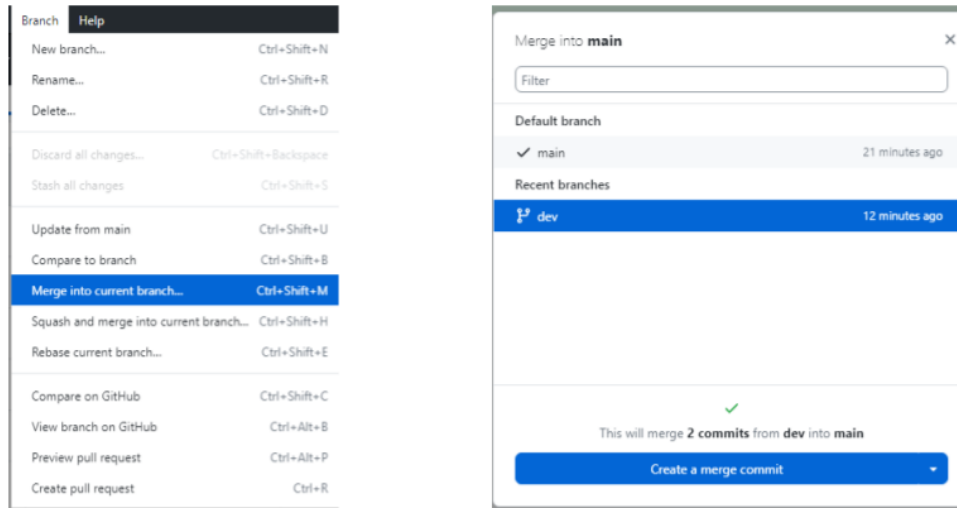 Branch Help
New branch... Ctrl+Shift+N
Rename... Ctrl+Shift+R
Delete... Ctrl+Shift+D
Discard all changes... Ctrl+Shift+Backspace
Stash all changes Ctrl+Shift+S
Update from main Ctrl+Shift+U
Compare to branch Ctrl+Shift+B
Merge into current branch... Ctrl+Shift+M
Squash and merge into current branch... Ctrl+Shift+H
Rebase current branch... Ctrl+Shift+E
Compare on GitHub Ctrl+Shift+C
View branch on GitHub Ctrl+Alt+B
Preview pull request Ctrl+Alt+P
Create pull request Ctrl+R
Merge into main
Filter
Default branch
main 21 minutes ago
Recent branches
dev 12 minutes ago
This will merge 2 commits from dev into main
Create a merge commit